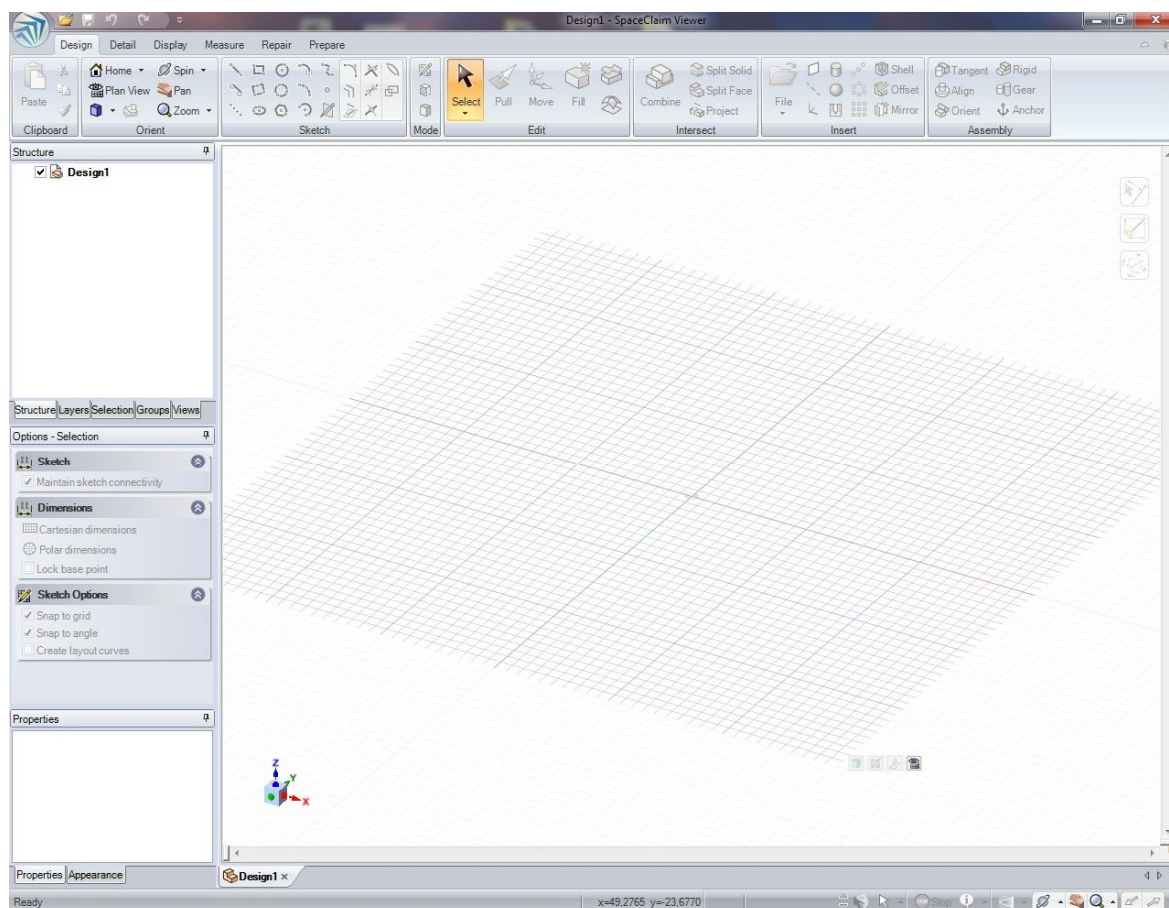 Design1 - SpaceClaim Viewer
Design Detail Display Measure Repair Prepare
Home Spin Split Solid Shell Tangent Rigid
Paste Plan View Pan Select Pull Move Fill Combine Split Face File Offset Align Gear
Zoom Project Mirror Orient Anchor
Clipboard Orient Sketch Mode Edit Intersect Insert Assembly
Structure
Design1
Structure Layers Selection Groups Views
Options - Selection
Sketch
Maintain sketch connectivity
Dimensions
Cartesian dimensions
Polar dimensions
Lock base point
Sketch Options
Snap to grid
Snap to angle
Create layout curves
Properties
Z
Y
X
Properties Appearance
Design1
Ready x=49,2765 y=-23,6770 Stop